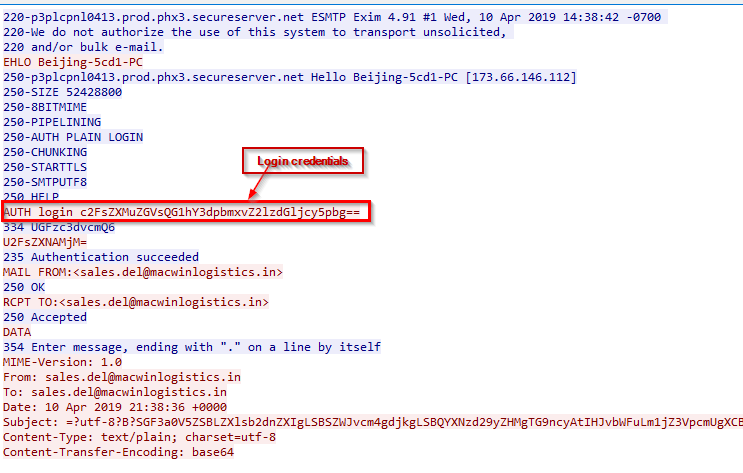 220-p3plcpnl0413.prod.phx3.secureserver.net ESMTP Exim 4.91 #1 Wed, 10 Apr 2019 14:38:42 -0700
220-We do not authorize the use of this system to transport unsolicited,
220 and/or bulk e-mail.
EHLO Beijing-5cd1-PC
250-p3plcpnl0413.prod.phx3.secureserver.net Hello Beijing-5cd1-PC [173.66.146.112]
250-SIZE 52428800
250-8BITMIME
250-PIPELINING
250-AUTH PLAIN LOGIN
250-CHUNKING
250-STARTTLS
250-SMTPUTF8
250 HELP
Login credentials
AUTH login c2FsZXMuZGVsQG1hY3dpbmxvZ2lzdGljcy5pbg==
334 UGFzc3dvcmQ6
U2FsZXNAMjM=
235 Authentication succeeded
MAIL FROM:<sales.del@macwinlogistics.in>
250 OK
RCPT TO:<sales.del@macwinlogistics.in>
250 Accepted
DATA
354 Enter message, ending with "." on a line by itself
MIME-Version: 1.0
From: sales.del@macwinlogistics.in
To: sales.del@macwinlogistics.in
Date: 10 Apr 2019 21:38:36 +0000
Subject: =?utf-8?B?SGF3a0V5ZSBLZXlsb2dnZXIgLSBSZWJvcm4gdjkgLSBQYXNzd29yZHMgTG9ncyAtIHJvbWFuLm1jZ3VpcmUgXCB
Content-Type: text/plain; charset=utf-8
Content-Transfer-Encoding: base64